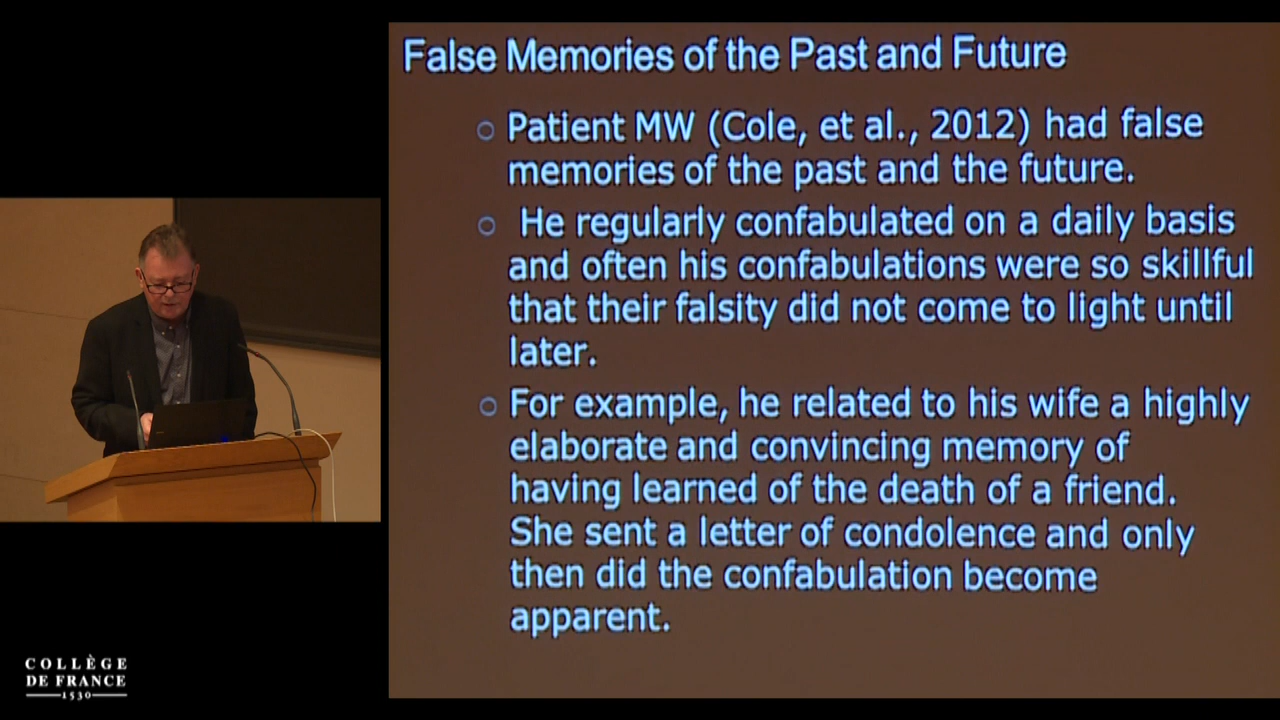 False Memories of the Past and Future
Patient MW (Cole, et al., 2012) had false
memories of the past and the future.
He regularly confabulated on a daily basis
and often his confabulations were so skillful
that their falsity did not come to light until
later.
For example, he related to his wife a highly
elaborate and convincing memory of
having learned of the death of a friend.
She sent a letter of condolence and only
then did the confabulation become
apparent.
COLLÈGE
DE FRANCE
1530